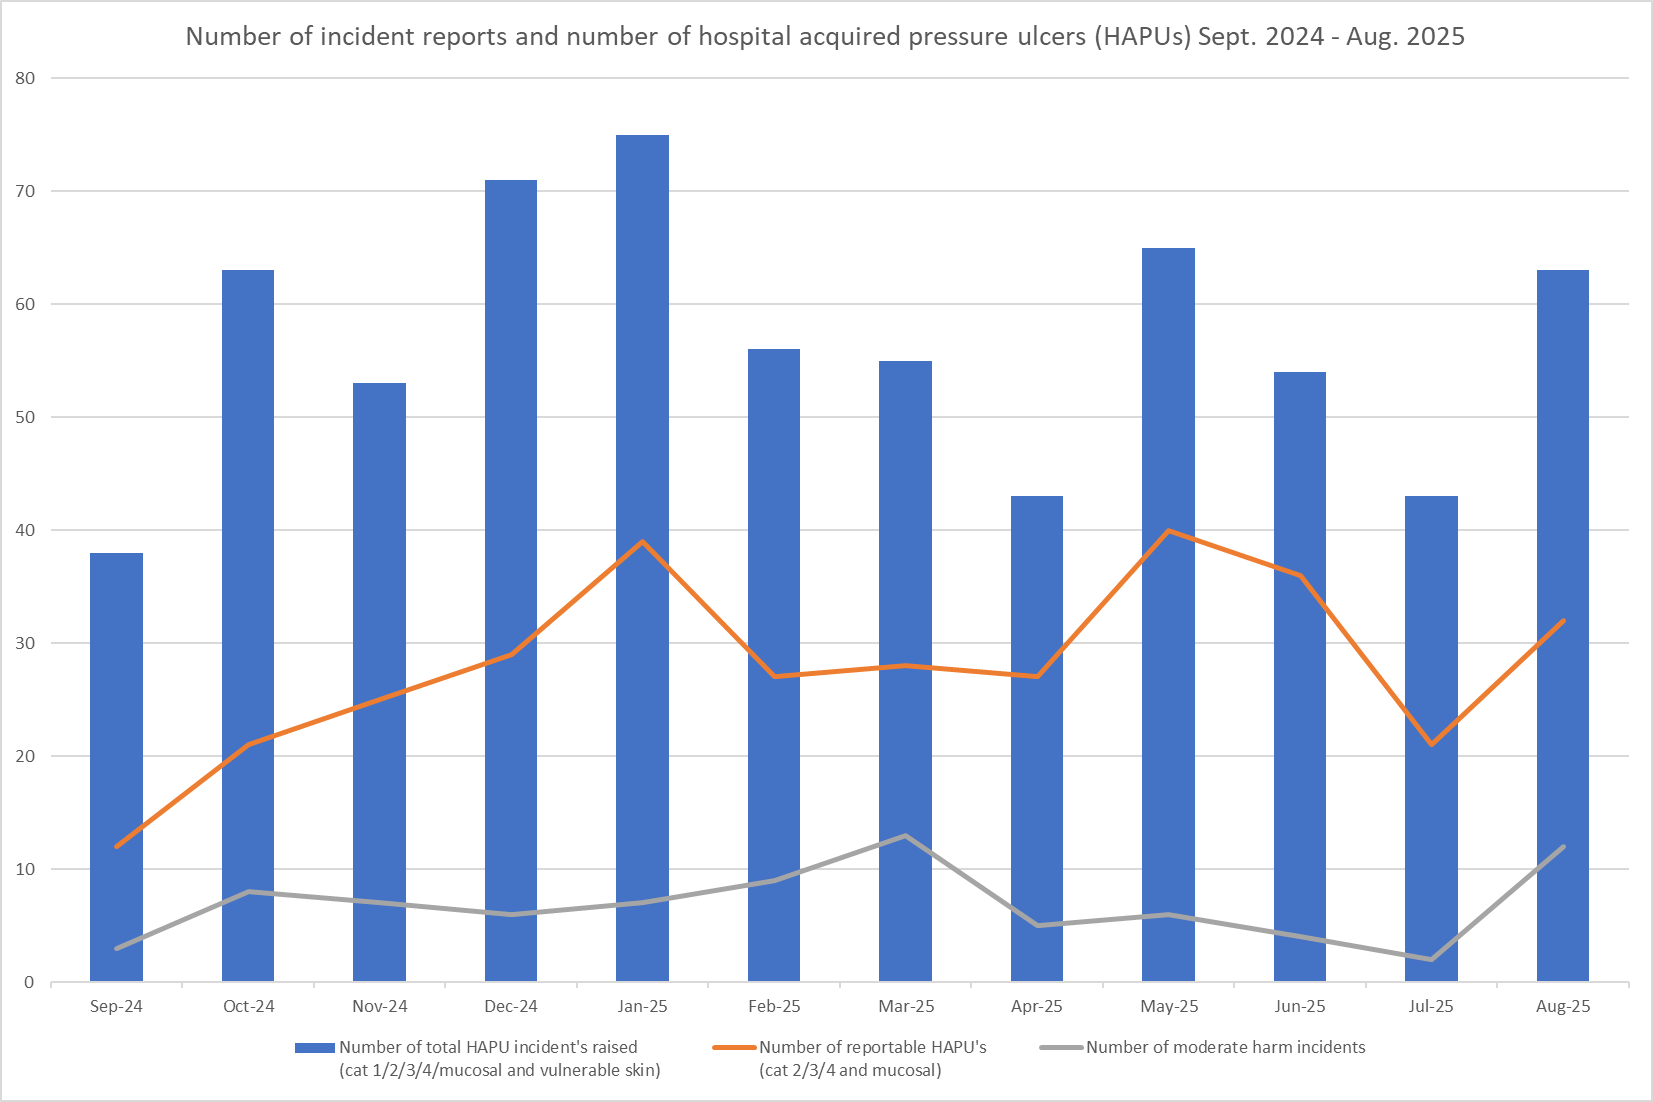 Number of incident reports and number of hospital acquired pressure ulcers (HAPUs) Sept. 2024 - Aug. 2025
80
70
60
50
40
30
20
10
0
Sep-24 Oct-24 Nov-24 Dec-24 Jan-25 Feb-25 Mar-25 Apr-25 May-25 Jun-25 Jul-25 Aug-25
Number of total HAPU incident's raised
(cat 1/2/3/4/mucosal and vulnerable skin)
Number of reportable HAPU's
(cat 2/3/4 and mucosal)
Number of moderate harm incidents